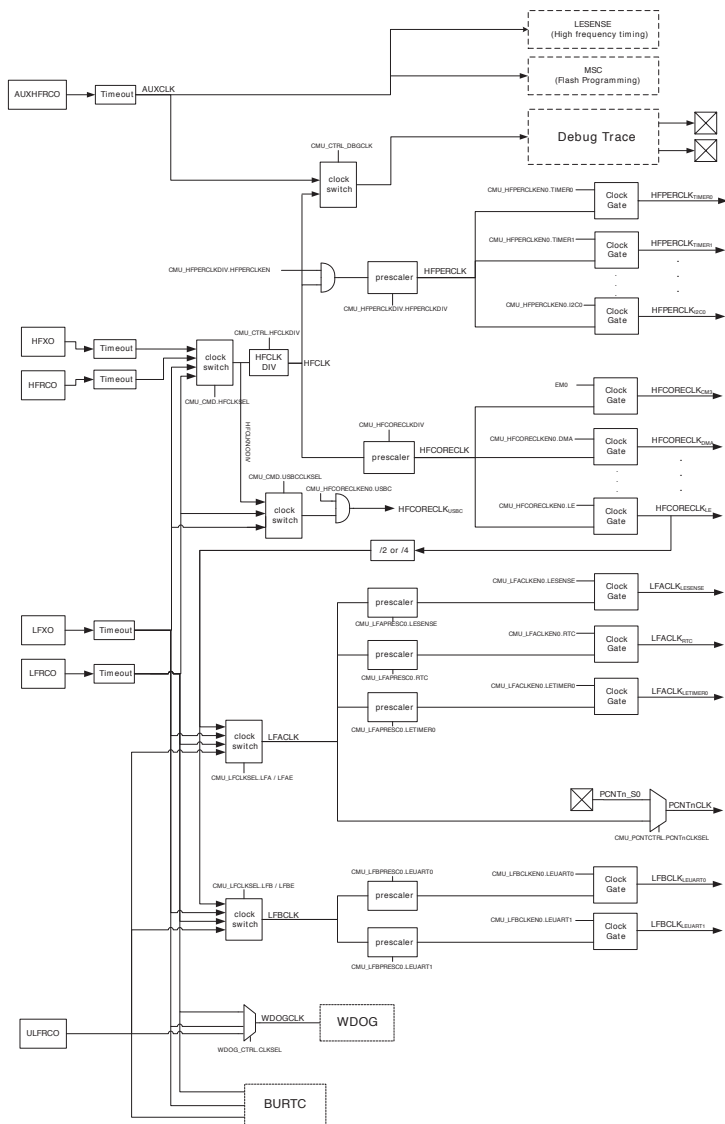 LESENSE
(High frequency timing)
MSC
(Flash Programming)
AUXHFRCO
Timeout
AUXCLK
Debug Trace
CMU_CTRL_DBGCLK
clock
switch
CMU_HFPERCLKEN0.TIMER0
Clock
Gate
HFPERCLKTIMER0
CMU_HFPERCLKEN0.TIMER1
Clock
Gate
HFPERCLKTIMER1
CMU_HFPERCLKDIV.HFPERCLKEN
prescaler
HFPERCLK
CMU_HFPERCLKDIV.HFPERCLKDIV
CMU_HFPERCLKEN0.I2C0
Clock
Gate
HFPERCLKI2C0
HFXO
Timeout
HFRCO
Timeout
clock
switch
CMU_CMD.HFCLKSEL
CMU_CTRL.HFCLKDIV
HFCLK
DIV
HFCLK
HFCLKNODIV
EM0
Clock
Gate
HFCORECLKCM3
CMU_HFCORECLKDIV
prescaler
HFCORECLK
CMU_HFCORECLKEN0.DMA
Clock
Gate
HFCORECLKDMA
CMU_CMD.USBCCLKSEL
clock
switch
CMU_HFCORECLKEN0.USBC
HFCORECLKUSBC
CMU_HFCORECLKEN0.LE
Clock
Gate
HFCORECLKLE
/2 or /4
LFXO
Timeout
LFRCO
Timeout
prescaler
CMU_LFAPRESC0.LESENSE
CMU_LFACLKEN0.LESENSE
Clock
Gate
LFACLKLESENSE
prescaler
CMU_LFAPRESC0.RTC
CMU_LFACLKEN0.RTC
Clock
Gate
LFACLKRTC
prescaler
CMU_LFAPRESC0.LETIMER0
CMU_LFACLKEN0.LETIMER0
Clock
Gate
LFACLKLETIMER0
clock
switch
LFACLK
CMU_LFCLKSEL.LFA / LFAE
PCNTn_S0
PCNTnCLK
CMU_PCNTCTRL.PCNTnCLKSEL
CMU_LFCLKSEL.LFB / LFBE
clock
switch
LFBCLK
CMU_LFBPRESC0.LEUART0
prescaler
CMU_LFBCLKEN0.LEUART0
Clock
Gate
LFBCLKLEUART0
prescaler
CMU_LFBPRESC0.LEUART1
CMU_LFBCLKEN0.LEUART1
Clock
Gate
LFBCLKLEUART1
ULFRCO
WDOGCLK
WDOG_CTRL.CLKSEL
WDOG
BURTC